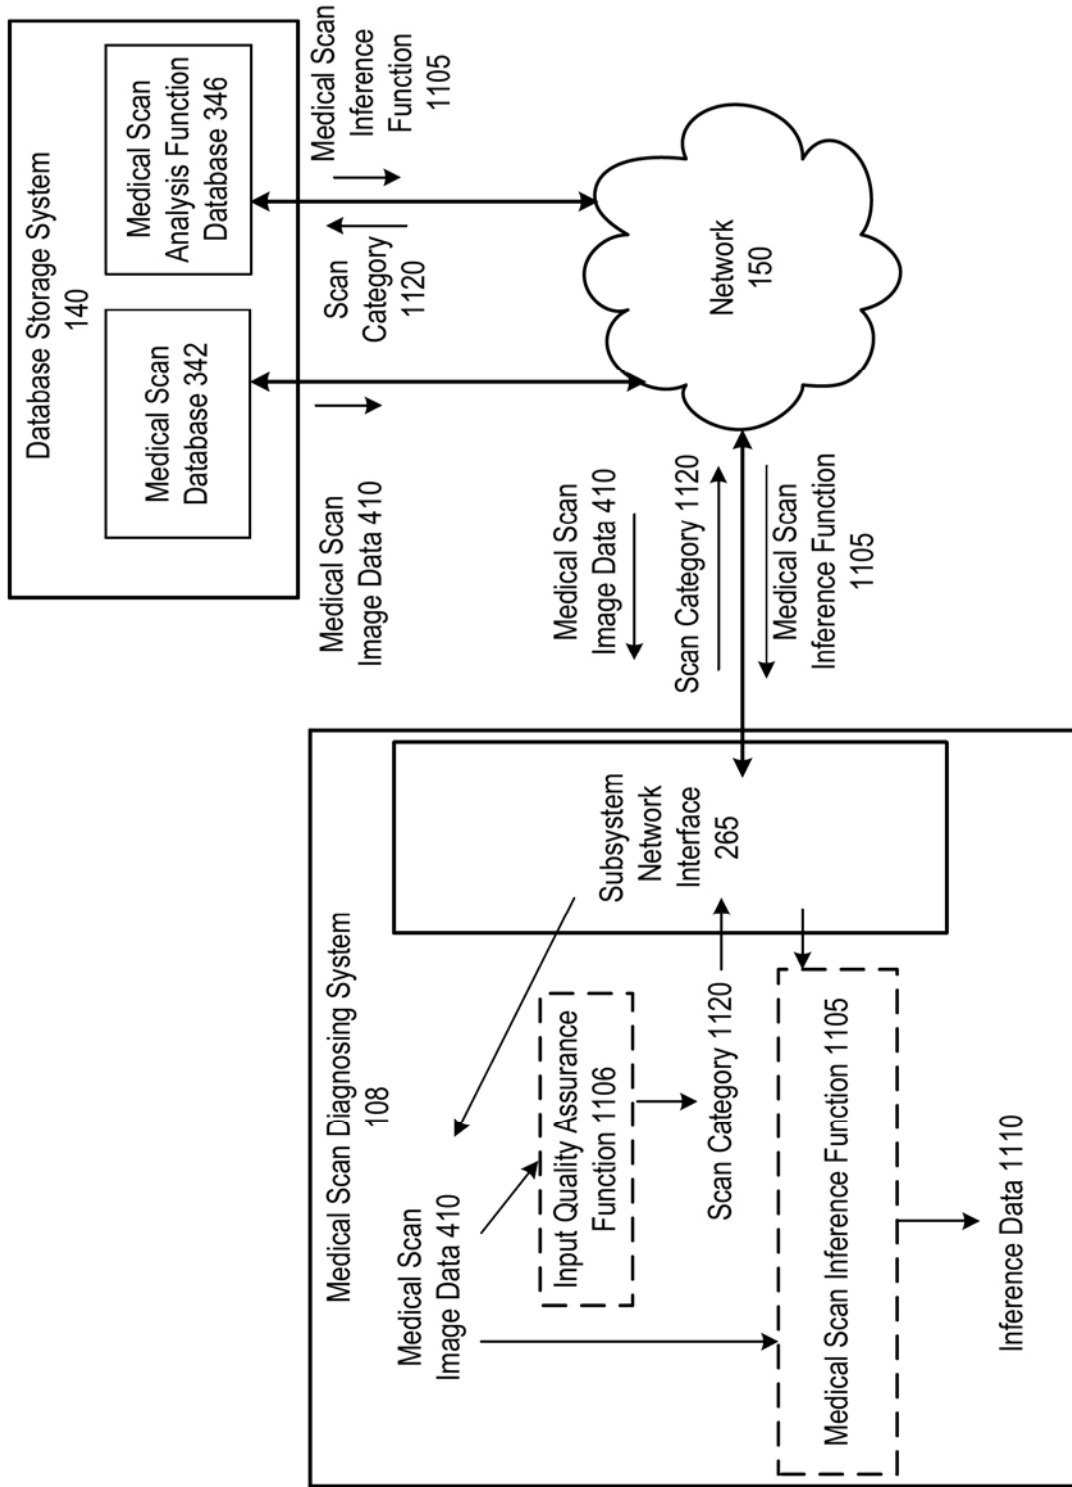 Medical Scan Diagnosing System
108
Medical Scan
Image Data 410
Input Quality Assurance
Function 1106
Scan Category 1120
Medical Scan Inference Function 1105
Inference Data 1110
Subsystem
Network
Interface
265
Medical Scan
Image Data 410
Scan Category 1120
Medical Scan
Inference Function
1105
Network
150
Database Storage System
140
Medical Scan
Database 342
Medical Scan
Analysis Function
Database 346
Medical Scan
Image Data 410
Scan
Category
1120
Medical Scan
Inference
Function
1105